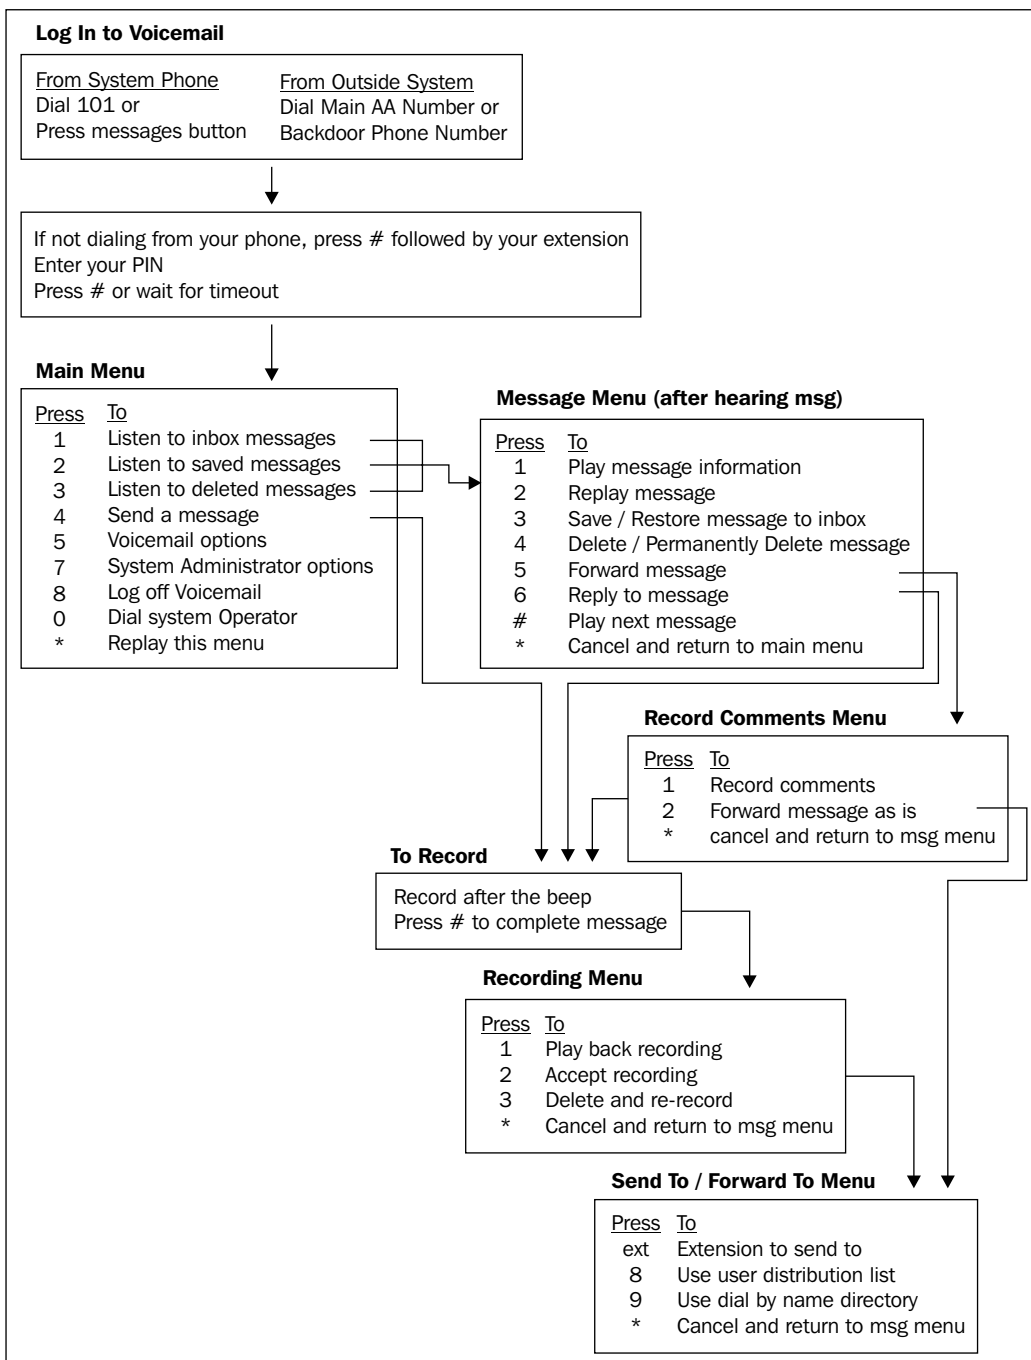 Log In to Voicemail
From System Phone
Dial 101 or
Press messages button
From Outside System
Dial Main AA Number or
Backdoor Phone Number
If not dialing from your phone, press # followed by your extension
Enter your PIN
Press # or wait for timeout
Main Menu
Press To
1 Listen to inbox messages
2 Listen to saved messages
3 Listen to deleted messages
4 Send a message
5 Voicemail options
7 System Administrator options
8 Log off Voicemail
0 Dial system Operator
* Replay this menu
Message Menu (after hearing msg)
Press To
1 Play message information
2 Replay message
3 Save / Restore message to inbox
4 Delete / Permanently Delete message
5 Forward message
6 Reply to message
# Play next message
* Cancel and return to main menu
Record Comments Menu
Press To
1 Record comments
2 Forward message as is
* cancel and return to msg menu
To Record
Record after the beep
Press # to complete message
Recording Menu
Press To
1 Play back recording
2 Accept recording
3 Delete and re-record
* Cancel and return to msg menu
Send To / Forward To Menu
Press To
ext Extension to send to
8 Use user distribution list
9 Use dial by name directory
* Cancel and return to msg menu